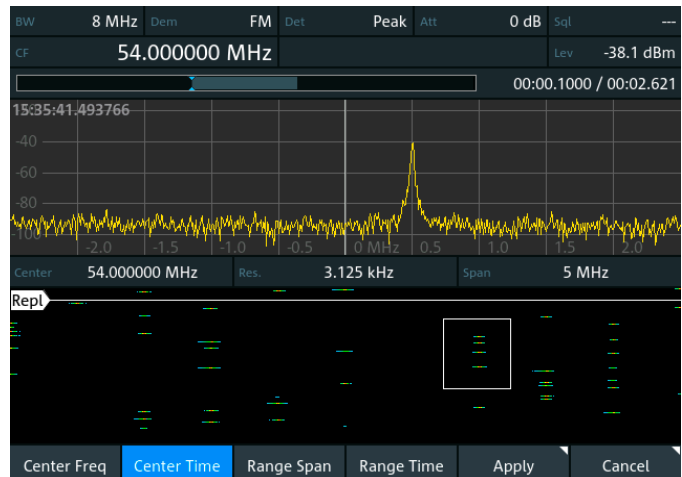 BW 8 MHz Dem FM Det Peak Att 0 dB Sql ---
CF 54.000000 MHz Lev -38.1 dBm
00:00.1000 / 00:02.621
15:35:41.493766
-40
-60
-80
-100
-2.0 -1.5 -1.0 -0.5 0 MHz 0.5 1.0 1.5 2.0
Center 54.000000 MHz Res. 3.125 kHz Span 5 MHz
Repl
Center Freq Center Time Range Span Range Time Apply Cancel